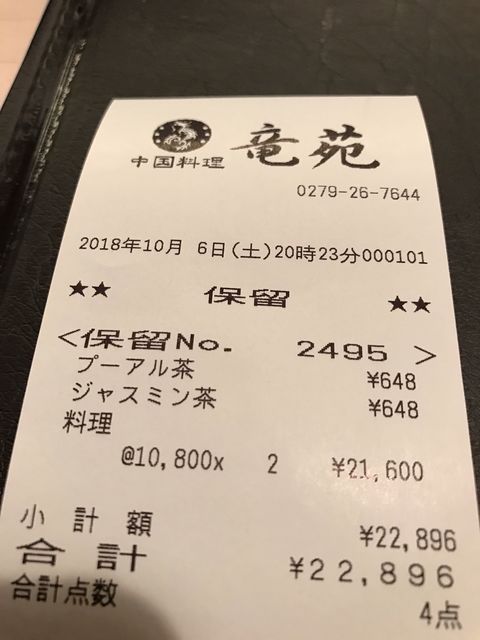 中国料理 竜苑
0279-26-7644
2018年10月 6日(土)20時23分000101
★★ 保留 ★★
<保留No. 2495 >
プーアル茶 ¥648
ジャスミン茶 ¥648
料理
@10,800x 2 ¥21,600
小 計 額 ¥22,896
合 計 ¥22,896
合計点数 4点